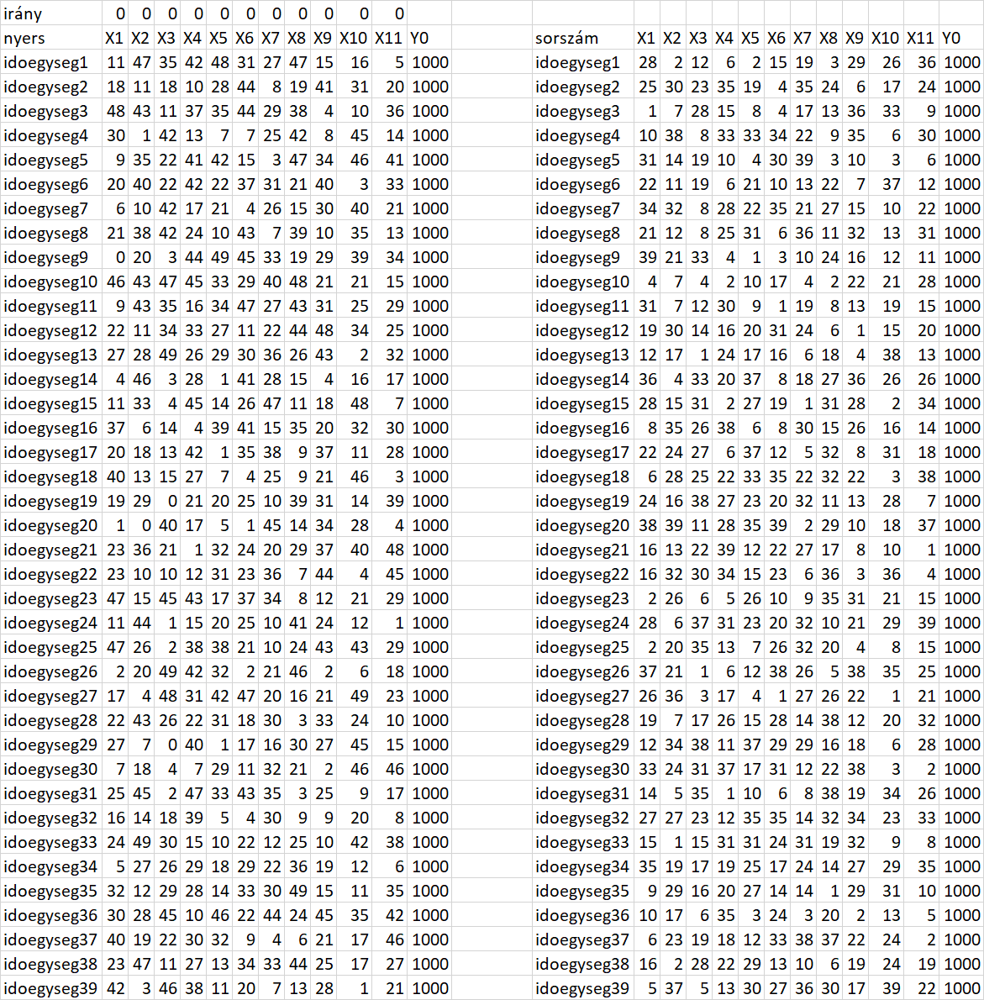 irány 0 0 0 0 0 0 0 0 0 0 0
nyers X1 X2 X3 X4 X5 X6 X7 X8 X9 X10 X11 Y0 sorszám X1 X2 X3 X4 X5 X6 X7 X8 X9 X10 X11 Y0
idoegyseg1 11 47 35 42 48 31 27 47 15 16 5 1000 idoegyseg1 28 2 12 6 2 15 19 3 29 26 36 1000
idoegyseg2 18 11 18 10 28 44 8 19 41 31 20 1000 idoegyseg2 25 30 23 35 19 4 35 24 6 17 24 1000
idoegyseg3 48 43 11 37 35 44 29 38 4 10 36 1000 idoegyseg3 1 7 28 15 8 4 17 13 36 33 9 1000
idoegyseg4 30 1 42 13 7 7 25 42 8 45 14 1000 idoegyseg4 10 38 8 33 33 34 22 9 35 6 30 1000
idoegyseg5 9 35 22 41 42 15 3 47 34 46 41 1000 idoegyseg5 31 14 19 10 4 30 39 3 10 3 6 1000
idoegyseg6 20 40 22 42 22 37 31 21 40 3 33 1000 idoegyseg6 22 11 19 6 21 10 13 22 7 37 12 1000
idoegyseg7 6 10 42 17 21 4 26 15 30 40 21 1000 idoegyseg7 34 32 8 28 22 35 21 27 15 10 22 1000
idoegyseg8 21 38 42 24 10 43 7 39 10 35 13 1000 idoegyseg8 21 12 8 25 31 6 36 11 32 13 31 1000
idoegyseg9 0 20 3 44 49 45 33 19 29 39 34 1000 idoegyseg9 39 21 33 4 1 3 10 24 16 12 11 1000
idoegyseg10 46 43 47 45 33 29 40 48 21 21 15 1000 idoegyseg10 4 7 4 2 10 17 4 2 22 21 28 1000
idoegyseg11 9 43 35 16 34 47 27 43 31 25 29 1000 idoegyseg11 31 7 12 30 9 1 19 8 13 19 15 1000
idoegyseg12 22 11 34 33 27 11 22 44 48 34 25 1000 idoegyseg12 19 30 14 16 20 31 24 6 1 15 20 1000
idoegyseg13 27 28 49 26 29 30 36 26 43 2 32 1000 idoegyseg13 12 17 1 24 17 16 6 18 4 38 13 1000
idoegyseg14 4 46 3 28 1 41 28 15 4 16 17 1000 idoegyseg14 36 4 33 20 37 8 18 27 36 26 26 1000
idoegyseg15 11 33 4 45 14 26 47 11 18 48 7 1000 idoegyseg15 28 15 31 2 27 19 1 31 28 2 34 1000
idoegyseg16 37 6 14 4 39 41 15 35 20 32 30 1000 idoegyseg16 8 35 26 38 6 8 30 15 26 16 14 1000
idoegyseg17 20 18 13 42 1 35 38 9 37 11 28 1000 idoegyseg17 22 24 27 6 37 12 5 32 8 31 18 1000
idoegyseg18 40 13 15 27 7 4 25 9 21 46 3 1000 idoegyseg18 6 28 25 22 33 35 22 32 22 3 38 1000
idoegyseg19 19 29 0 21 20 25 10 39 31 14 39 1000 idoegyseg19 24 16 38 27 23 20 32 11 13 28 7 1000
idoegyseg20 1 0 40 17 5 1 45 14 34 28 4 1000 idoegyseg20 38 39 11 28 35 39 2 29 10 18 37 1000
idoegyseg21 23 36 21 1 32 24 20 29 37 40 48 1000 idoegyseg21 16 13 22 39 12 22 27 17 8 10 1 1000
idoegyseg22 23 10 10 12 31 23 36 7 44 4 45 1000 idoegyseg22 16 32 30 34 15 23 6 36 3 36 4 1000
idoegyseg23 47 15 45 43 17 37 34 8 12 21 29 1000 idoegyseg23 2 26 6 5 26 10 9 35 31 21 15 1000
idoegyseg24 11 44 1 15 20 25 10 41 24 12 1 1000 idoegyseg24 28 6 37 31 23 20 32 10 21 29 39 1000
idoegyseg25 47 26 2 38 38 21 10 24 43 43 29 1000 idoegyseg25 2 20 35 13 7 26 32 20 4 8 15 1000
idoegyseg26 2 20 49 42 32 2 21 46 2 6 18 1000 idoegyseg26 37 21 1 6 12 38 26 5 38 35 25 1000
idoegyseg27 17 4 48 31 42 47 20 16 21 49 23 1000 idoegyseg27 26 36 3 17 4 1 27 26 22 1 21 1000
idoegyseg28 22 43 26 22 31 18 30 3 33 24 10 1000 idoegyseg28 19 7 17 26 15 28 14 38 12 20 32 1000
idoegyseg29 27 7 0 40 1 17 16 30 27 45 15 1000 idoegyseg29 12 34 38 11 37 29 29 16 18 6 28 1000
idoegyseg30 7 18 4 7 29 11 32 21 2 46 46 1000 idoegyseg30 33 24 31 37 17 31 12 22 38 3 2 1000
idoegyseg31 25 45 2 47 33 43 35 3 25 9 17 1000 idoegyseg31 14 5 35 1 10 6 8 38 19 34 26 1000
idoegyseg32 16 14 18 39 5 4 30 9 9 20 8 1000 idoegyseg32 27 27 23 12 35 35 14 32 34 23 33 1000
idoegyseg33 24 49 30 15 10 22 12 25 10 42 38 1000 idoegyseg33 15 1 15 31 31 24 31 19 32 9 8 1000
idoegyseg34 5 27 26 29 18 29 22 36 19 12 6 1000 idoegyseg34 35 19 17 19 25 17 24 14 27 29 35 1000
idoegyseg35 32 12 29 28 14 33 30 49 15 11 35 1000 idoegyseg35 9 29 16 20 27 14 14 1 29 31 10 1000
idoegyseg36 30 28 45 10 46 22 44 24 45 35 42 1000 idoegyseg36 10 17 6 35 3 24 3 20 2 13 5 1000
idoegyseg37 40 19 22 30 32 9 4 6 21 17 46 1000 idoegyseg37 6 23 19 18 12 33 38 37 22 24 2 1000
idoegyseg38 23 47 11 27 13 34 33 44 25 17 27 1000 idoegyseg38 16 2 28 22 29 13 10 6 19 24 19 1000
idoegyseg39 42 3 46 38 11 20 7 13 28 1 21 1000 idoegyseg39 5 37 5 13 30 27 36 30 17 39 22 1000